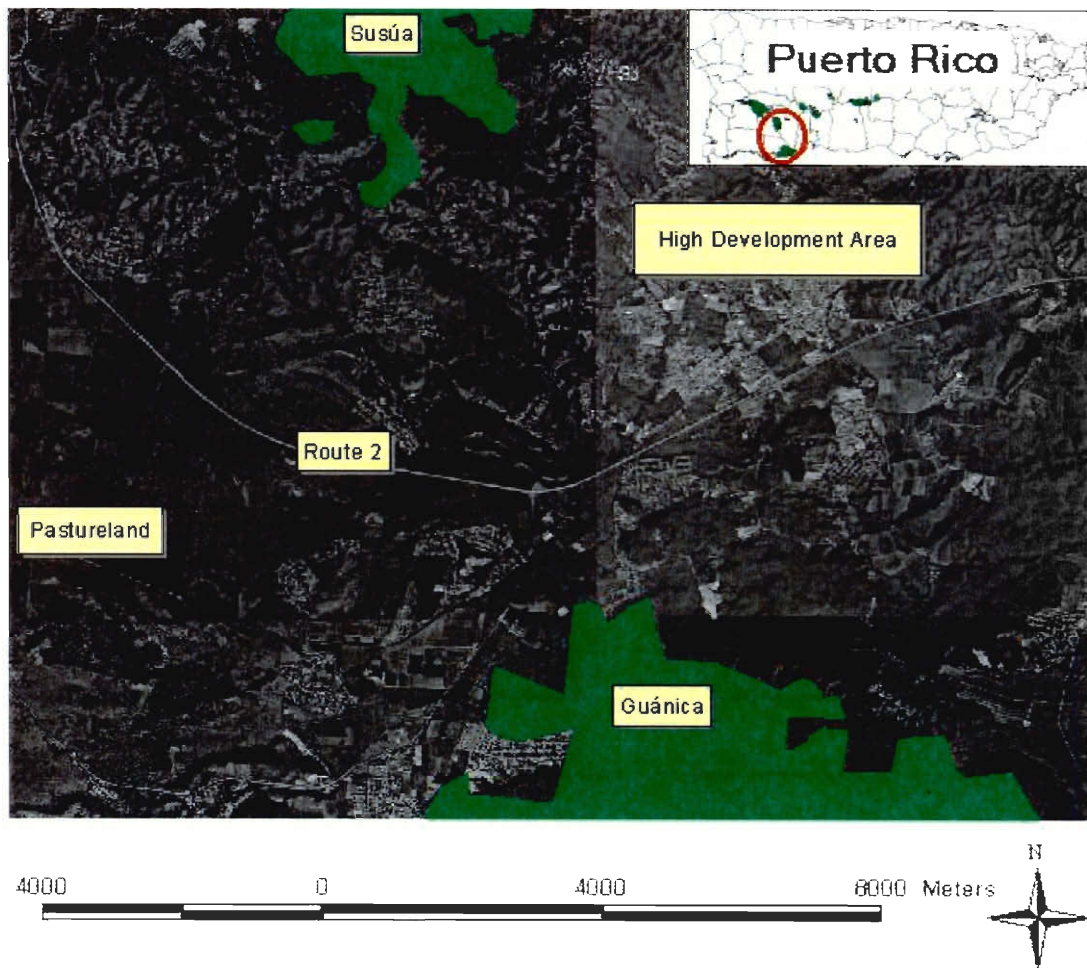 Susúa
Puerto Rico
High Development Area
Route 2
Pastureland
Guánica
N
4000 0 4000 8000 Meters